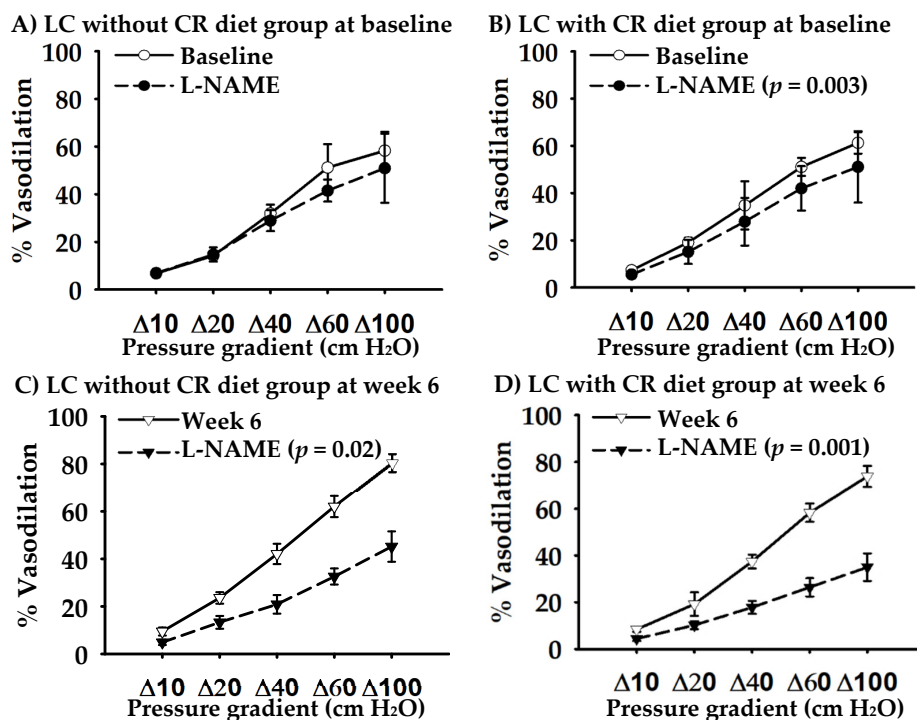 A) LC without CR diet group at baseline
Baseline
L-NAME
% Vasodilation
100
80
60
40
20
0
Δ10 Δ20 Δ40 Δ60 Δ100
Pressure gradient (cm H₂O)
B) LC with CR diet group at baseline
Baseline
L-NAME (p = 0.003)
% Vasodilation
100
80
60
40
20
0
Δ10 Δ20 Δ40 Δ60 Δ100
Pressure gradient (cm H₂O)
C) LC without CR diet group at week 6
Week 6
L-NAME (p = 0.02)
% Vasodilation
100
80
60
40
20
0
Δ10 Δ20 Δ40 Δ60 Δ100
Pressure gradient (cm H₂O)
D) LC with CR diet group at week 6
Week 6
L-NAME (p = 0.001)
% Vasodilation
100
80
60
40
20
0
Δ10 Δ20 Δ40 Δ60 Δ100
Pressure gradient (cm H₂O)